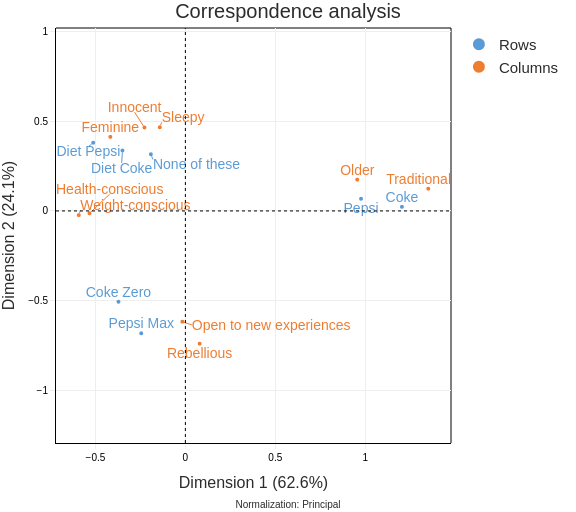 Correspondence analysis
Rows
Columns
1
0.5
0
−0.5
−1
Dimension 2 (24.1%)
Innocent
Sleepy
Feminine
Diet Pepsi
Diet Coke
None of these
Older
Traditional
Health-conscious
Weight-conscious
Coke
Pepsi
Coke Zero
Pepsi Max
Open to new experiences
Rebellious
−0.5
0
0.5
1
Dimension 1 (62.6%)
Normalization: Principal